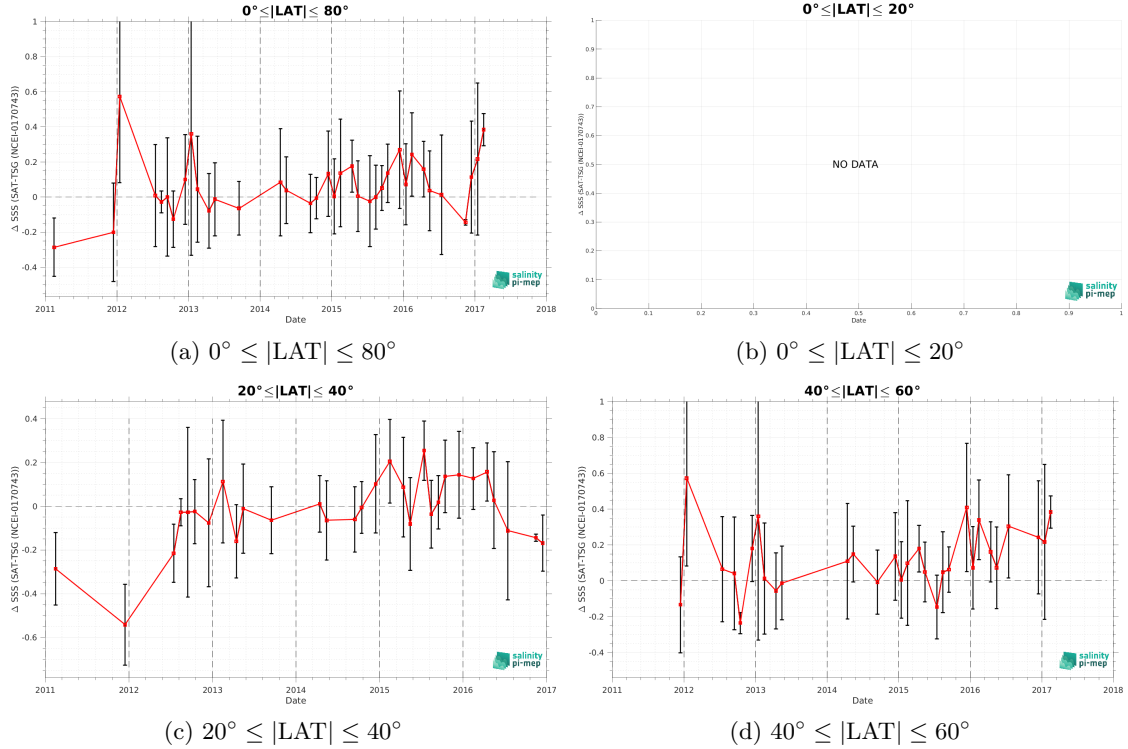 0°≤|LAT|≤ 80°
Δ SSS (SAT-TSG (NCEI-0170743))
1
0.8
0.6
0.4
0.2
0
-0.2
-0.4
2011 2012 2013 2014 2015 2016 2017 2018
Date
salinity
pi-mep
(a) 0° ≤ |LAT| ≤ 80°
0°≤|LAT|≤ 20°
Δ SSS (SAT-TSG (NCEI-0170743))
1
0.9
0.8
0.7
0.6
0.5
0.4
0.3
0.2
0.1
0
NO DATA
0 0.1 0.2 0.3 0.4 0.5 0.6 0.7 0.8 0.9 1
Date
salinity
pi-mep
(b) 0° ≤ |LAT| ≤ 20°
20°≤|LAT|≤ 40°
Δ SSS (SAT-TSG (NCEI-0170743))
0.4
0.2
0
-0.2
-0.4
-0.6
2011 2012 2013 2014 2015 2016 2017
Date
salinity
pi-mep
(c) 20° ≤ |LAT| ≤ 40°
40°≤|LAT|≤ 60°
Δ SSS (SAT-TSG (NCEI-0170743))
1
0.8
0.6
0.4
0.2
0
-0.2
-0.4
2011 2012 2013 2014 2015 2016 2017 2018
Date
salinity
pi-mep
(d) 40° ≤ |LAT| ≤ 60°